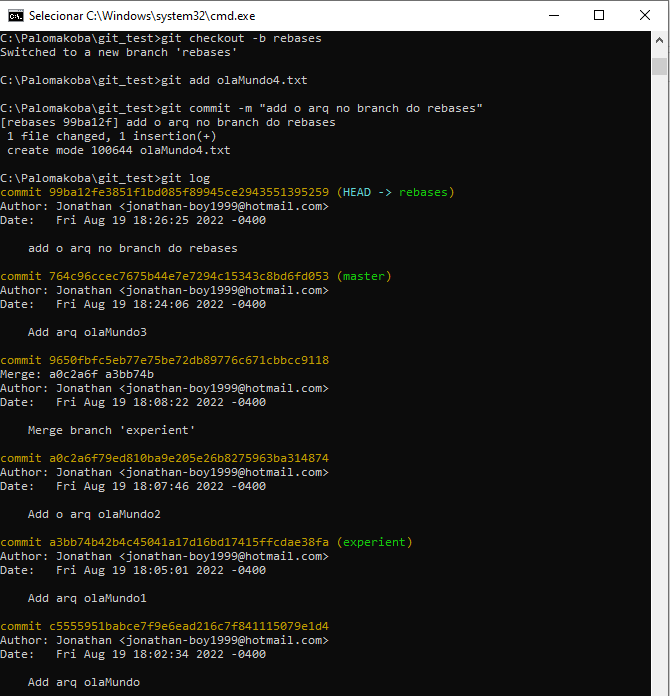 Selecionar C:\Windows\system32\cmd.exe
C:\Palomakoba\git_test>git checkout -b rebases
Switched to a new branch 'rebases'
C:\Palomakoba\git_test>git add olaMundo4.txt
C:\Palomakoba\git_test>git commit -m "add o arq no branch do rebases"
[rebases 99ba12f] add o arq no branch do rebases
 1 file changed, 1 insertion(+)
 create mode 100644 olaMundo4.txt
C:\Palomakoba\git_test>git log
commit 99ba12fe3851f1bd085f89945ce2943551395259 (HEAD -> rebases)
Author: Jonathan <jonathan-boy1999@hotmail.com>
Date:   Fri Aug 19 18:26:25 2022 -0400
    add o arq no branch do rebases
commit 764c96ccec7675b44e7e7294c15343c8bd6fd053 (master)
Author: Jonathan <jonathan-boy1999@hotmail.com>
Date:   Fri Aug 19 18:24:06 2022 -0400
    Add arq olaMundo3
commit 9650fbfc5eb77e75be72db89776c671cbbcc9118
Merge: a0c2a6f a3bb74b
Author: Jonathan <jonathan-boy1999@hotmail.com>
Date:   Fri Aug 19 18:08:22 2022 -0400
    Merge branch 'experient'
commit a0c2a6f79ed810ba9e205e26b8275963ba314874
Author: Jonathan <jonathan-boy1999@hotmail.com>
Date:   Fri Aug 19 18:07:46 2022 -0400
    Add o arq olaMundo2
commit a3bb74b42b4c45041a17d16bd17415ffcdae38fa (experient)
Author: Jonathan <jonathan-boy1999@hotmail.com>
Date:   Fri Aug 19 18:05:01 2022 -0400
    Add arq olaMundo1
commit c5555951babce7f9e6ead216c7f841115079e1d4
Author: Jonathan <jonathan-boy1999@hotmail.com>
Date:   Fri Aug 19 18:02:34 2022 -0400
    Add arq olaMundo